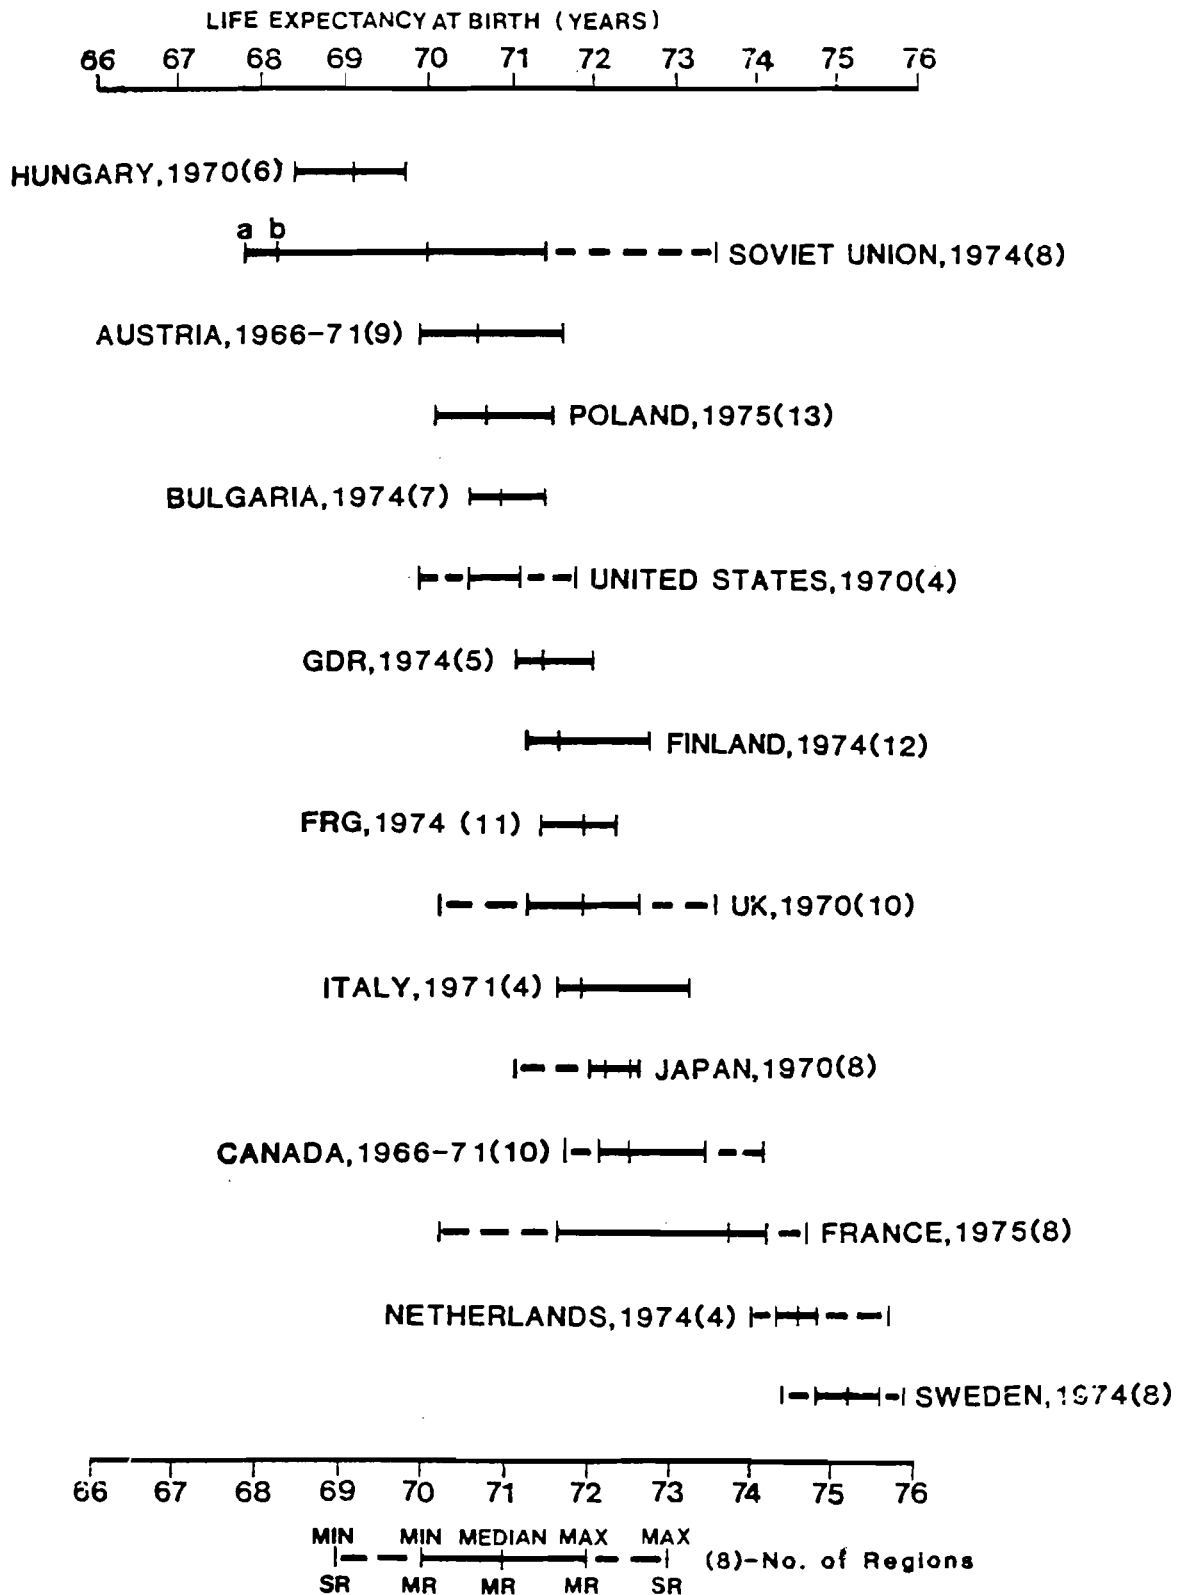 LIFE EXPECTANCY AT BIRTH (YEARS)
66 67 68 69 70 71 72 73 74 75 76
HUNGARY,1970(6)
a b
SOVIET UNION,1974(8)
AUSTRIA,1966-71(9)
POLAND,1975(13)
BULGARIA,1974(7)
UNITED STATES,1970(4)
GDR,1974(5)
FINLAND,1974(12)
FRG,1974 (11)
UK,1970(10)
ITALY,1971(4)
JAPAN,1970(8)
CANADA,1966-71(10)
FRANCE,1975(8)
NETHERLANDS,1974(4)
SWEDEN,1974(8)
66 67 68 69 70 71 72 73 74 75 76
MIN MIN MEDIAN MAX MAX
(8)-No. of Regions
SR MR MR MR SR